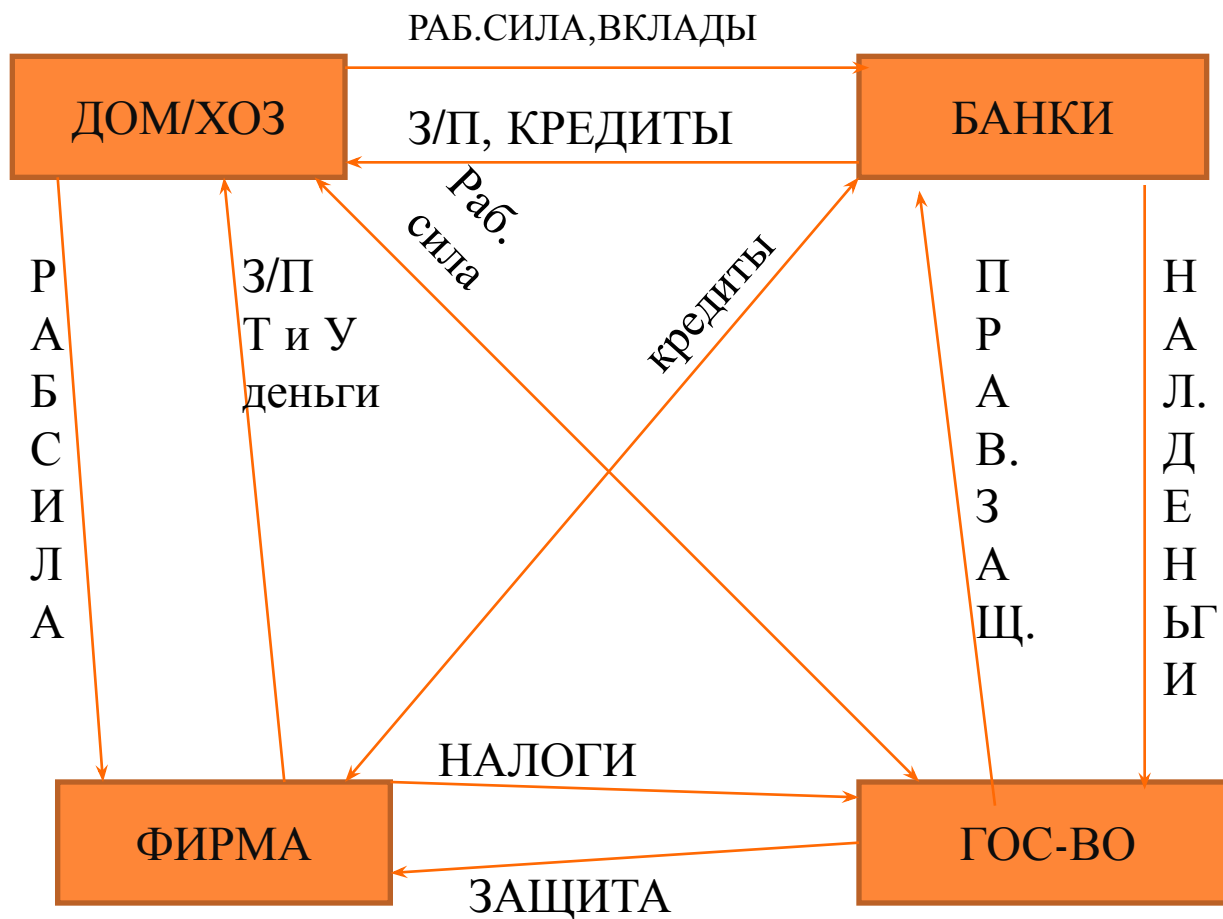 РАБ.СИЛА,ВКЛАДЫ
ДОМ/ХОЗ
З/П, КРЕДИТЫ
БАНКИ
Раб.
сила
кредиты
Р
А
Б
С
И
Л
А
З/П
Т и У
деньги
П
Р
А
В.
З
А
Щ.
Н
А
Л.
Д
Е
Н
ЬГ
И
НАЛОГИ
ФИРМА
ГОС-ВО
ЗАЩИТА